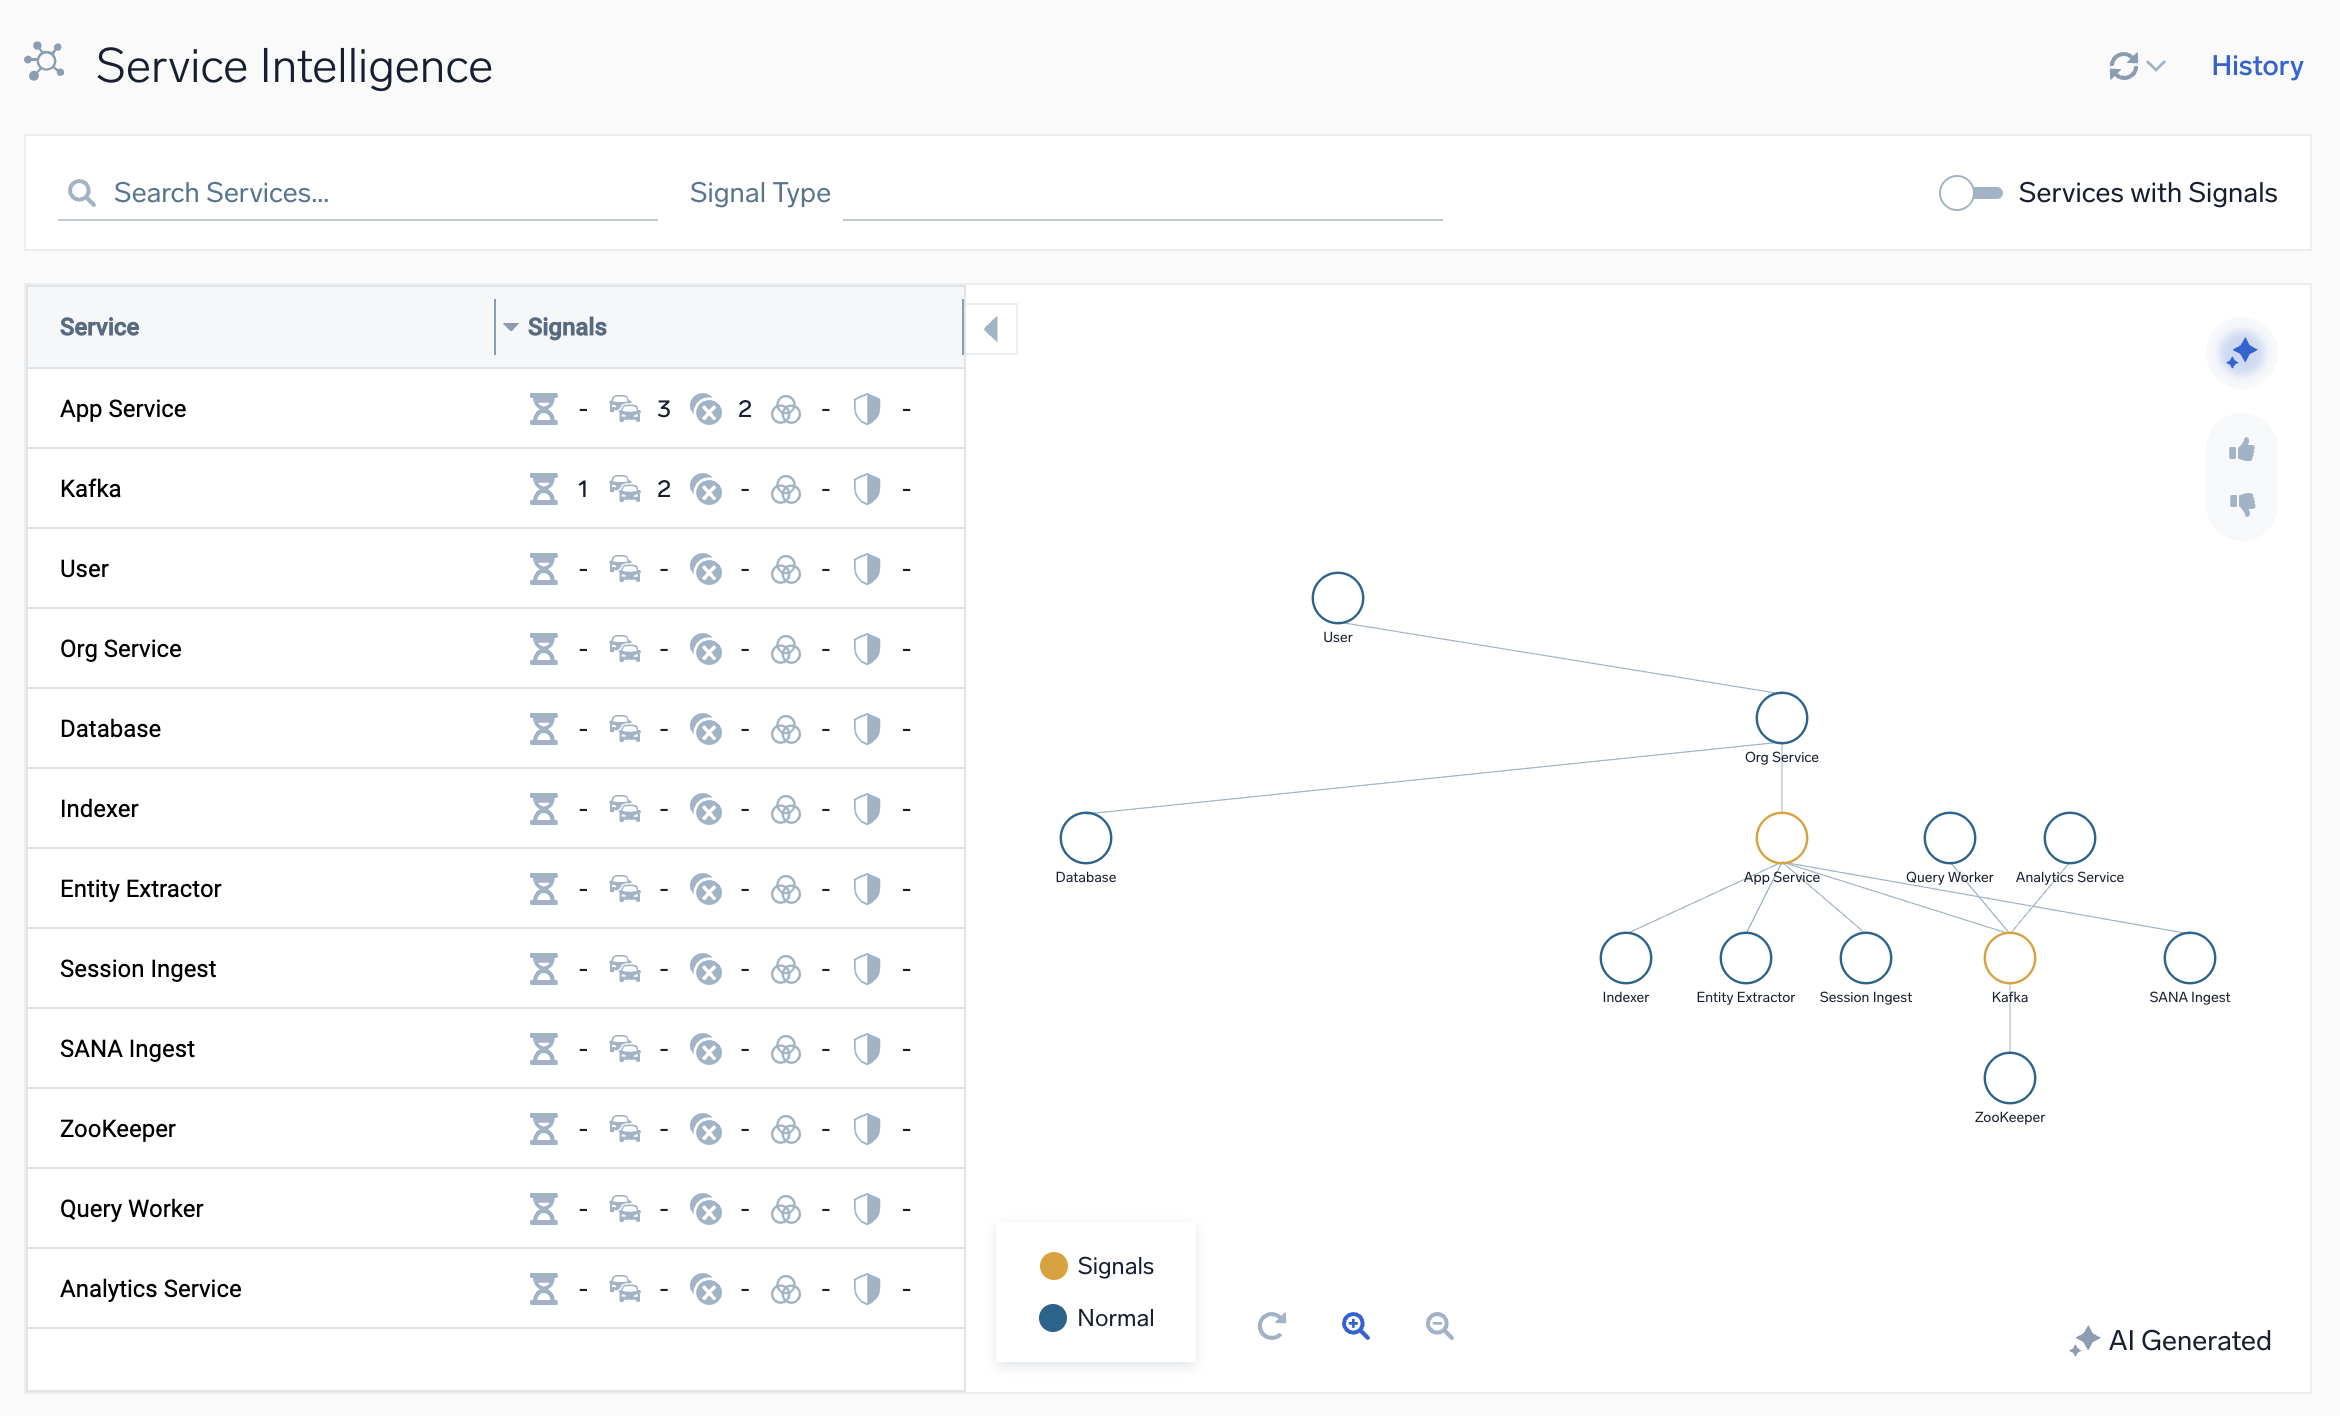 Service Intelligence
History
Search Services...
Signal Type
Services with Signals
Service
Signals
App Service - 3 2 - -
Kafka 1 2 - - -
User - - - - -
Org Service - - - - -
Database - - - - -
Indexer - - - - -
Entity Extractor - - - - -
Session Ingest - - - - -
SANA Ingest - - - - -
ZooKeeper - - - - -
Query Worker - - - - -
Analytics Service - - - - -
User
Org Service
Database
App Service
Query Worker
Analytics Service
Indexer
Entity Extractor
Session Ingest
Kafka
SANA Ingest
ZooKeeper
Signals
Normal
AI Generated